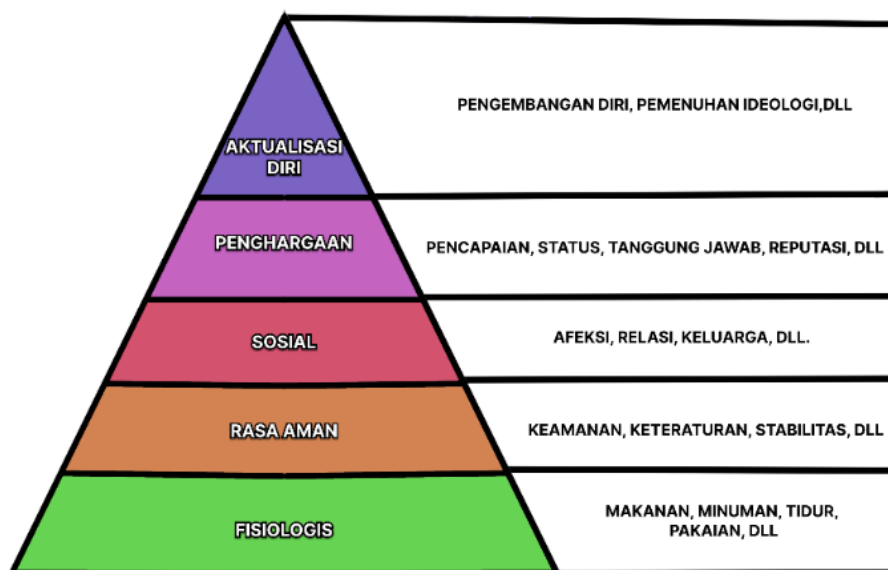 PENGEMBANGAN DIRI, PEMENUHAN IDEOLOGI,DLL
AKTUALISASI
DIRI
PENGHARGAAN
PENCAPAIAN, STATUS, TANGGUNG JAWAB, REPUTASI, DLL
SOSIAL
AFEKSI, RELASI, KELUARGA, DLL.
RASA AMAN
KEAMANAN, KETERATURAN, STABILITAS, DLL
FISIOLOGIS
MAKANAN, MINUMAN, TIDUR,
PAKAIAN, DLL